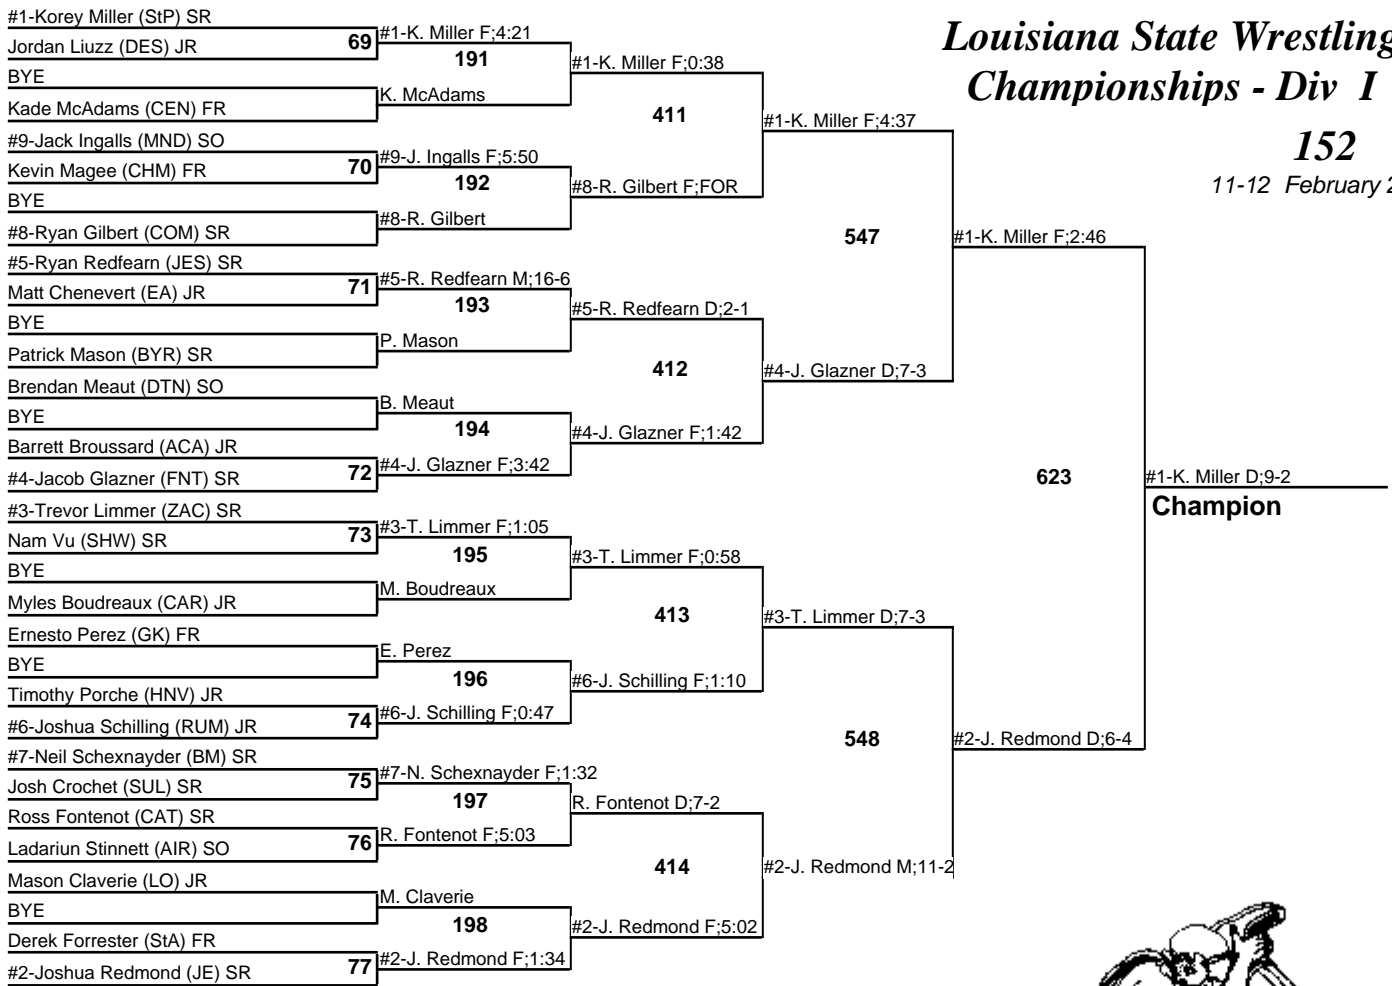 #1-Korey Miller (StP) SR
Jordan Liuzz (DES) JR
BYE
Kade McAdams (CEN) FR
#9-Jack Ingalls (MND) SO
Kevin Magee (CHM) FR
BYE
#8-Ryan Gilbert (COM) SR
#5-Ryan Redfearn (JES) SR
Matt Chenevert (EA) JR
BYE
Patrick Mason (BYR) SR
Brendan Meaut (DTN) SO
BYE
Barrett Broussard (ACA) JR
#4-Jacob Glazner (FNT) SR
#3-Trevor Limmer (ZAC) SR
Nam Vu (SHW) SR
BYE
Myles Boudreaux (CAR) JR
Ernesto Perez (GK) FR
BYE
Timothy Porche (HNV) JR
#6-Joshua Schilling (RUM) JR
#7-Neil Schexnayder (BM) SR
Josh Crochet (SUL) SR
Ross Fontenot (CAT) SR
Ladariun Stinnett (AIR) SO
Mason Claverie (LO) JR
BYE
Derek Forrester (StA) FR
#2-Joshua Redmond (JE) SR
69
70
71
72
73
74
75
76
77
#1-K. Miller F;4:21
191
K. McAdams
#9-J. Ingalls F;5:50
192
#8-R. Gilbert
#5-R. Redfearn M;16-6
193
P. Mason
B. Meaut
194
#4-J. Glazner F;3:42
#3-T. Limmer F;1:05
195
M. Boudreaux
E. Perez
196
#6-J. Schilling F;0:47
#7-N. Schexnayder F;1:32
197
R. Fontenot F;5:03
M. Claverie
198
#2-J. Redmond F;1:34
#1-K. Miller F;0:38
411
#8-R. Gilbert F;FOR
#5-R. Redfearn D;2-1
412
#4-J. Glazner F;1:42
#3-T. Limmer F;0:58
413
#6-J. Schilling F;1:10
R. Fontenot D;7-2
414
#2-J. Redmond F;5:02
#1-K. Miller F;4:37
547
#4-J. Glazner D;7-3
#3-T. Limmer D;7-3
548
#2-J. Redmond M;11-2
#1-K. Miller F;2:46
623
#2-J. Redmond D;6-4
#1-K. Miller D;9-2
Champion
Louisiana State Wrestling
Championships - Div I
152
11-12 February 2